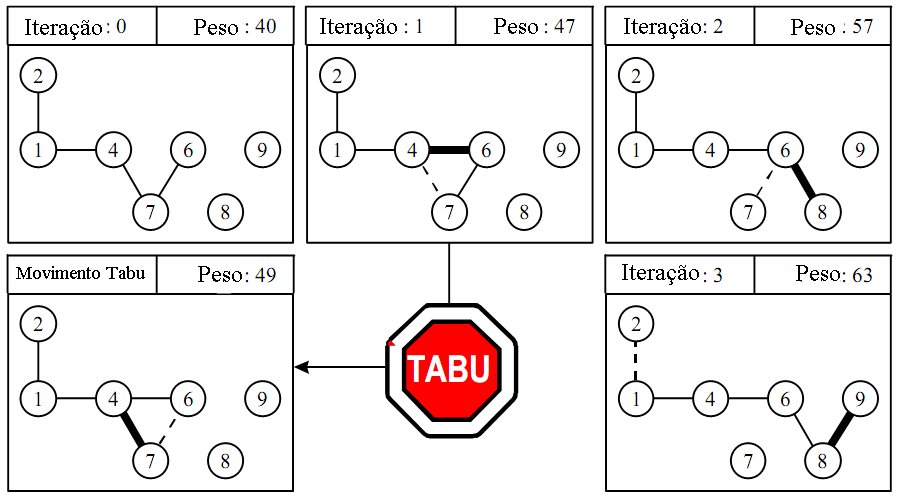 Iteração: 0 Peso: 40
2
1 4 6 9
7 8
Iteração: 1 Peso: 47
2
1 4 6 9
7 8
Iteração: 2 Peso: 57
2
1 4 6 9
7 8
Movimento Tabu Peso: 49
2
1 4 6 9
7 8
TABU
Iteração: 3 Peso: 63
2
1 4 6 9
7 8